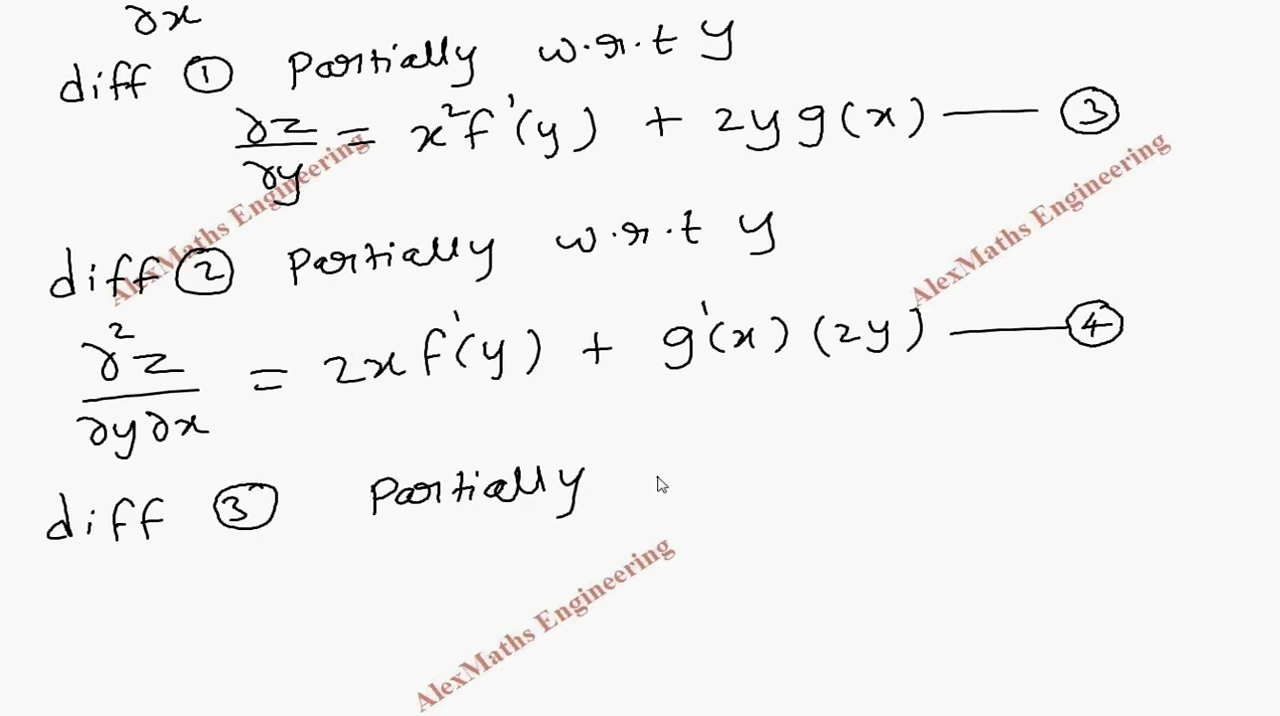 ∂x
diff ① Partially w.r.t y
∂z/∂y = x²f'(y) + 2y g(x) — ③
AlexMaths Engineering
AlexMaths Engineering
diff ② Partially w.r.t y
∂²z/∂y∂x = 2x f'(y) + g'(x) (2y) — ④
diff ③ Partially
AlexMaths Engineering